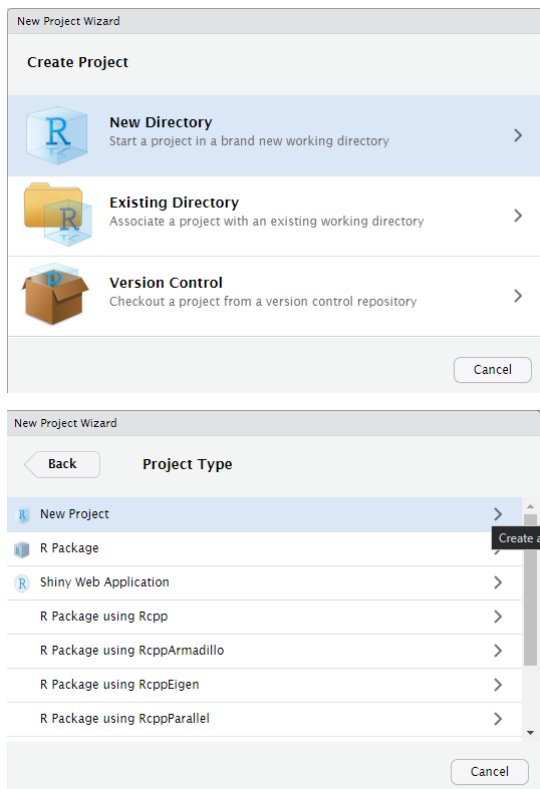 New Project Wizard
Create Project
New Directory
Start a project in a brand new working directory
Existing Directory
Associate a project with an existing working directory
Version Control
Checkout a project from a version control repository
Cancel
New Project Wizard
Back
Project Type
New Project
Create a
R Package
Shiny Web Application
R Package using Rcpp
R Package using RcppArmadillo
R Package using RcppEigen
R Package using RcppParallel
Cancel